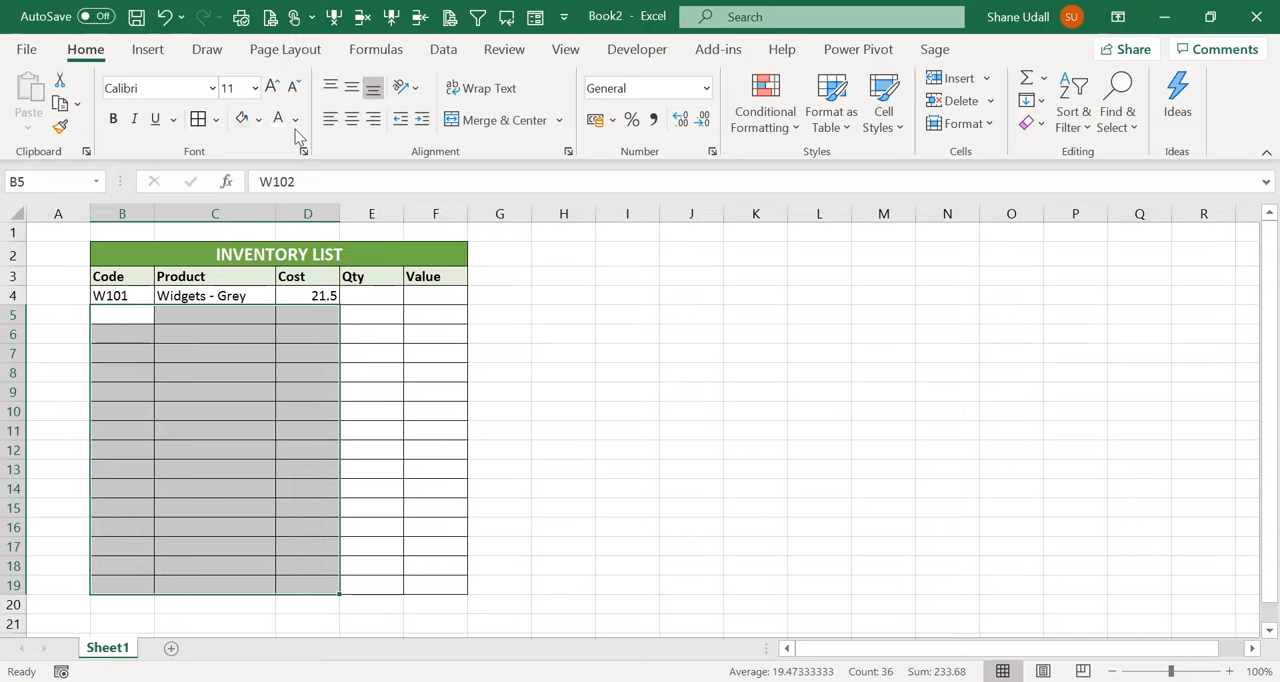 AutoSave Off Book2 - Excel Search Shane Udall SU
File Home Insert Draw Page Layout Formulas Data Review View Developer Add-ins Help Power Pivot Sage Share Comments
Paste Calibri 11 A A ab Wrap Text General Conditional Formatting Format as Table Cell Styles Insert Delete Format Sort & Filter Find & Select Ideas
B I U A Merge & Center % ,
Clipboard Font Alignment Number Styles Cells Editing Ideas
B5 fx W102
A B C D E F G H I J K L M N O P Q R
1
2 INVENTORY LIST
3 Code Product Cost Qty Value
4 W101 Widgets - Grey 21.5
5
6
7
8
9
10
11
12
13
14
15
16
17
18
19
20
21
Sheet1
Ready Average: 19.47333333 Count: 36 Sum: 233.68 100%